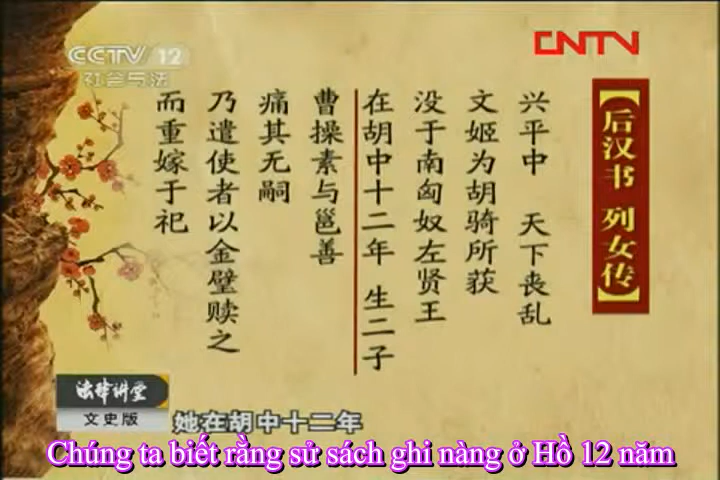 CCTV 12
社会与法
CNTV
【后汉书 列女传】
兴平中 天下丧乱
文姬为胡骑所获
没于南匈奴左贤王
在胡中十二年 生二子
曹操素与邕善
痛其无嗣
乃遣使者以金璧赎之
而重嫁于祀
法律讲堂
文史版
她在胡中十二年
Chúng ta biết rằng sử sách ghi nàng ở Hồ 12 năm